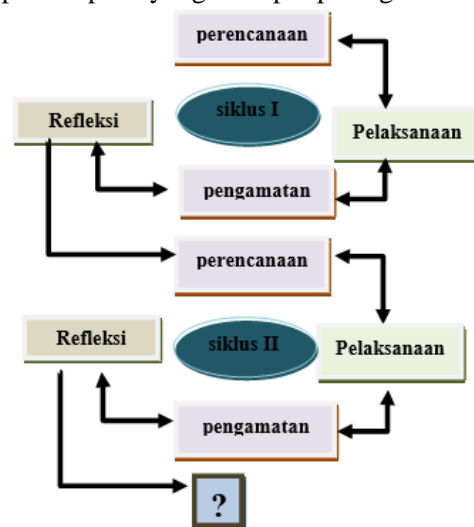 perencanaan
siklus I
Refleksi
Pelaksanaan
pengamatan
perencanaan
Refleksi
siklus II
Pelaksanaan
pengamatan
?